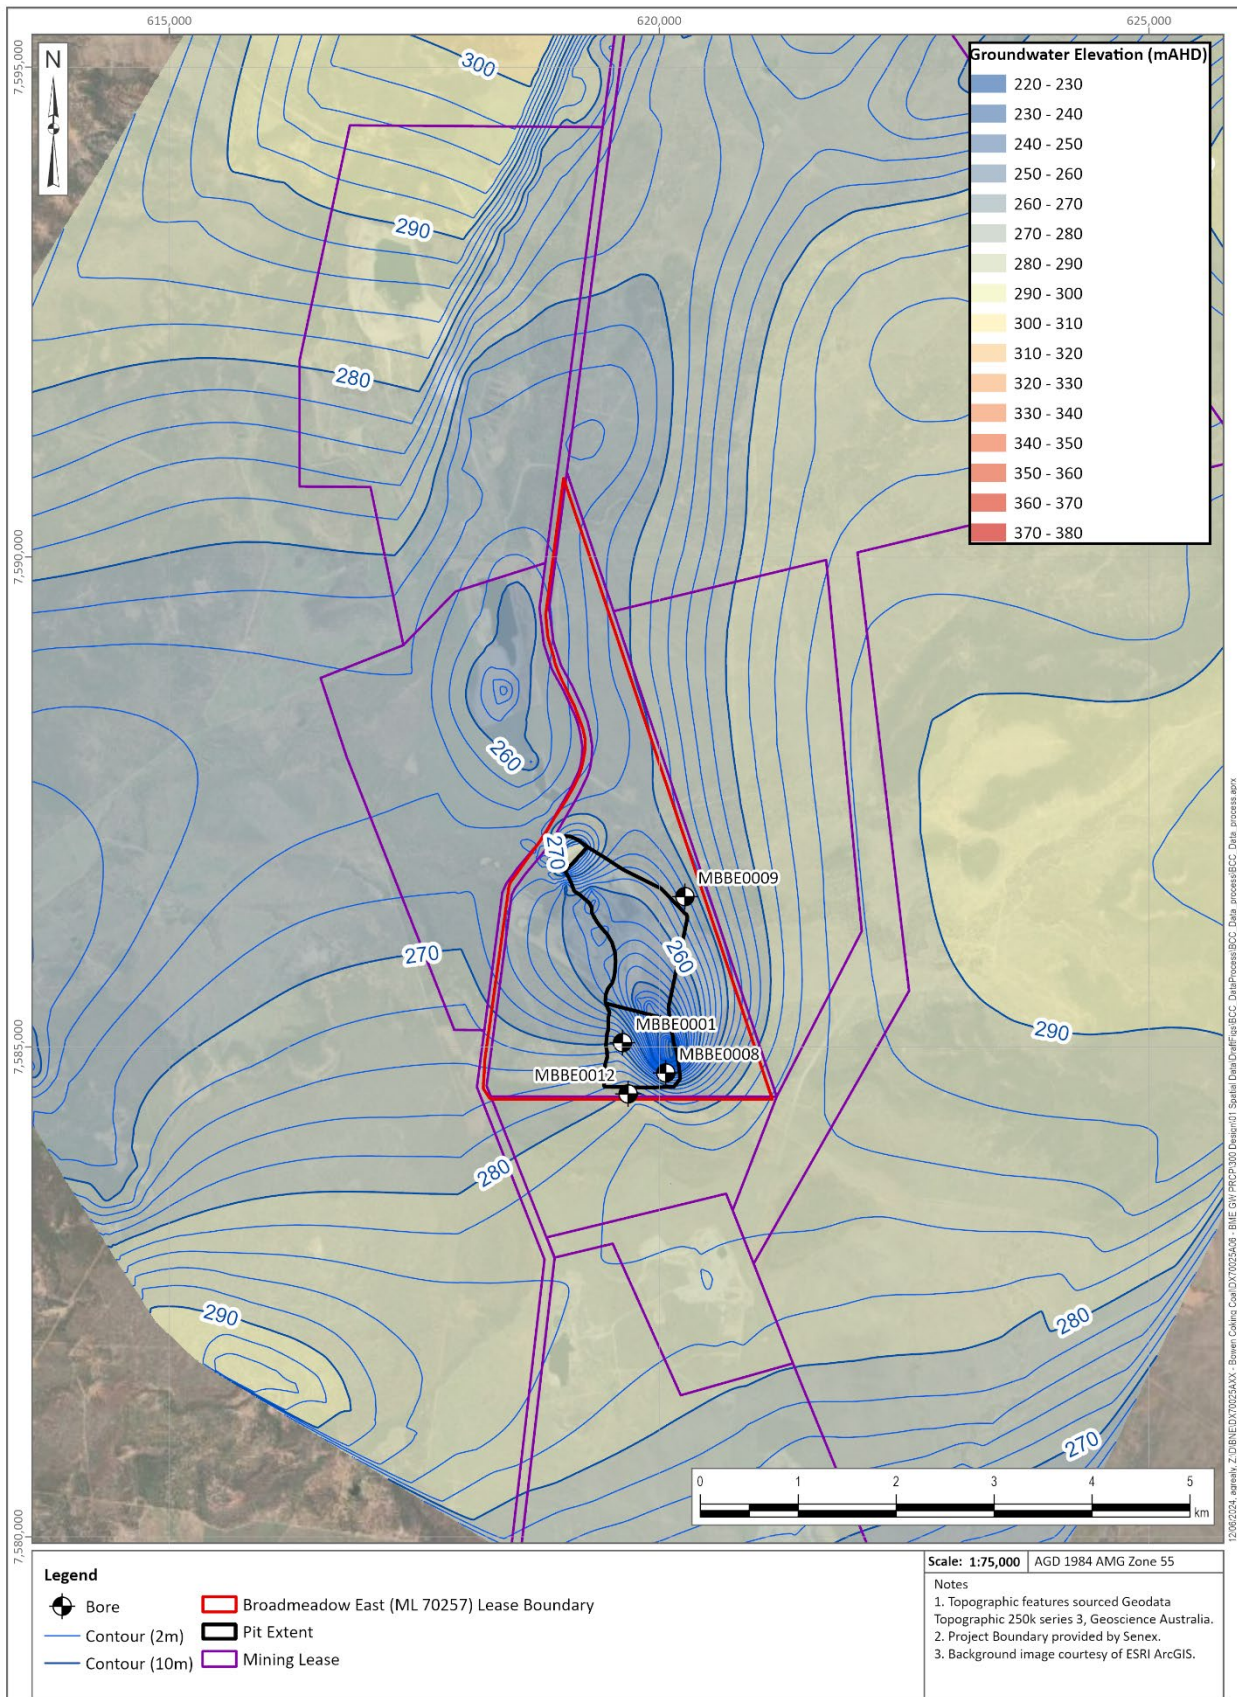 615,000
620,000
625,000
7,595,000
7,590,000
7,585,000
7,580,000
N
Groundwater Elevation (mAHD)
220 - 230
230 - 240
240 - 250
250 - 260
260 - 270
270 - 280
280 - 290
290 - 300
300 - 310
310 - 320
320 - 330
330 - 340
340 - 350
350 - 360
360 - 370
370 - 380
300
290
280
260
270
MBBE0009
260
270
MBBE0001
MBBE0008
MBBE0012
290
280
290
280
270
0 1 2 3 4 5
km
Legend
Bore
Contour (2m)
Contour (10m)
Broadmeadow East (ML 70257) Lease Boundary
Pit Extent
Mining Lease
Scale: 1:75,000
AGD 1984 AMG Zone 55
Notes
1. Topographic features sourced Geodata
Topographic 250k series 3, Geoscience Australia.
2. Project Boundary provided by Senex.
3. Background image courtesy of ESRI ArcGIS.